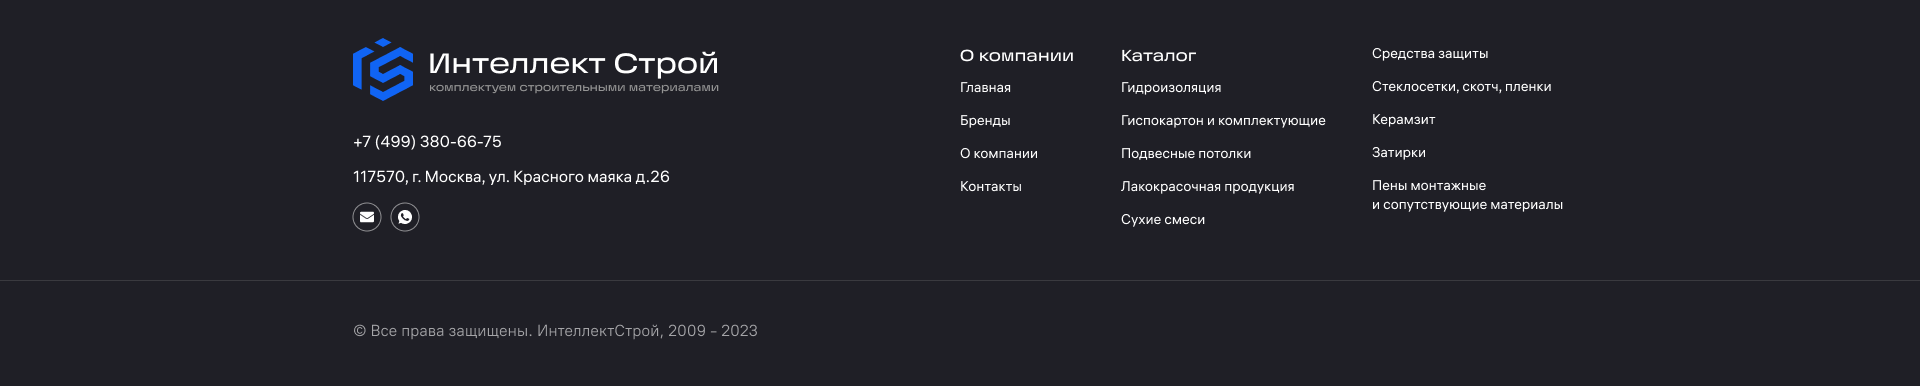 Интеллект Строй
комплектуем строительными материалами
+7 (499) 380-66-75
117570, г. Москва, ул. Красного маяка д.26
О компании
Главная
Бренды
О компании
Контакты
Каталог
Гидроизоляция
Гиспокартон и комплектующие
Подвесные потолки
Лакокрасочная продукция
Сухие смеси
Средства защиты
Стеклосетки, скотч, пленки
Керамзит
Затирки
Пены монтажные
и сопутствующие материалы
© Все права защищены. ИнтеллектСтрой, 2009 - 2023